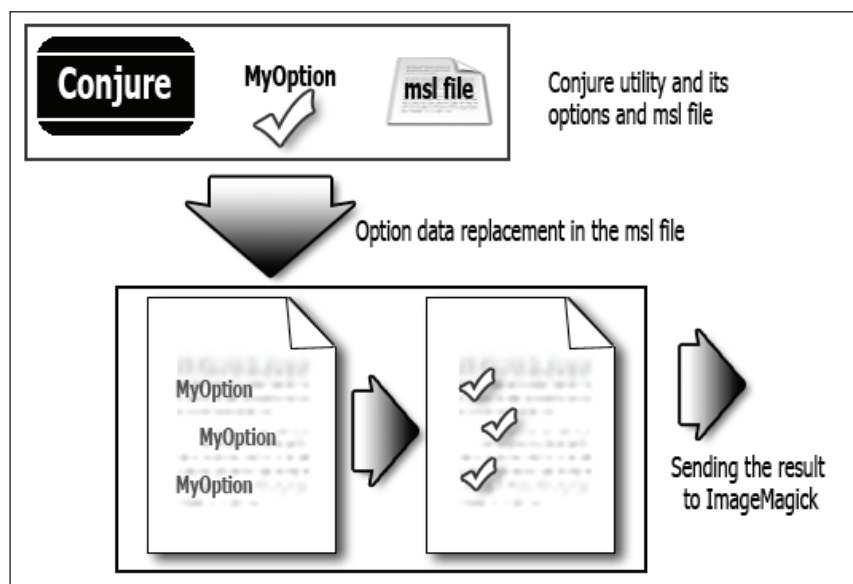 Conjure
MyOption
msl file
Conjure utility and its
options and msl file
Option data replacement in the msl file
MyOption
MyOption
MyOption
Sending the result
to ImageMagick